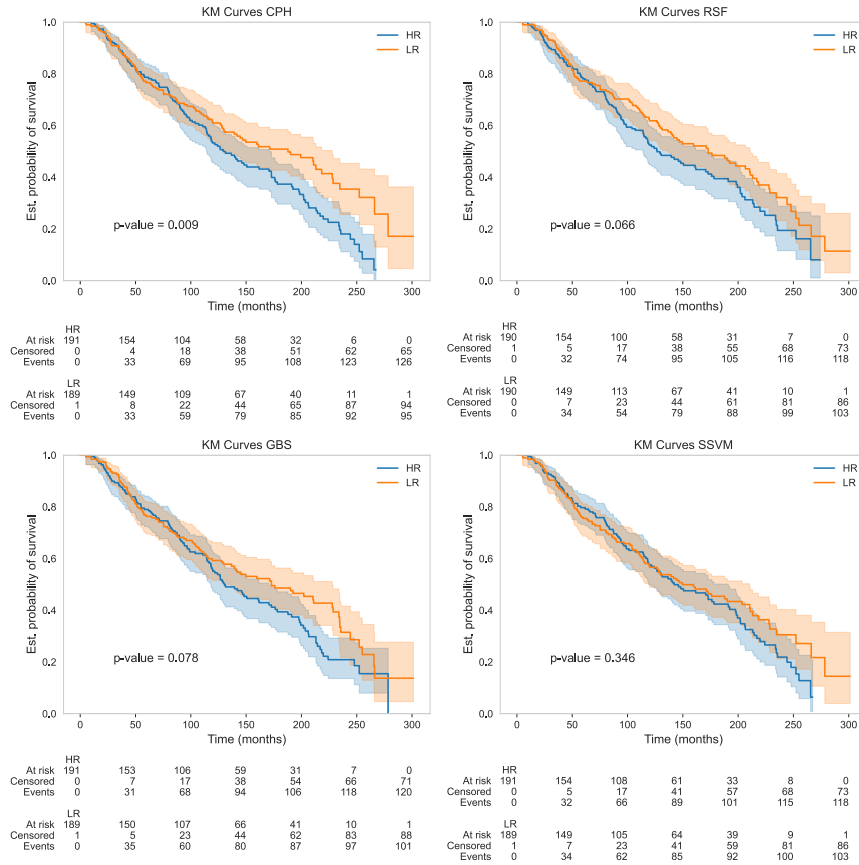 KM Curves CPH
HR
LR
Est. probability of survival
1.0
0.8
0.6
0.4
0.2
0.0
p-value = 0.009
0 50 100 150 200 250 300
Time (months)
HR
At risk 191 154 104 58 32 6 0
Censored 0 4 18 38 51 62 65
Events 0 33 69 95 108 123 126
LR
At risk 189 149 109 67 40 11 1
Censored 1 8 22 44 65 87 94
Events 0 33 59 79 85 92 95
KM Curves RSF
HR
LR
Est. probability of survival
1.0
0.8
0.6
0.4
0.2
0.0
p-value = 0.066
0 50 100 150 200 250 300
Time (months)
HR
At risk 190 154 100 58 31 7 0
Censored 1 5 17 38 55 68 73
Events 0 32 74 95 105 116 118
LR
At risk 190 149 113 67 41 10 1
Censored 0 7 23 44 61 81 86
Events 0 34 54 79 88 99 103
KM Curves GBS
HR
LR
Est. probability of survival
1.0
0.8
0.6
0.4
0.2
0.0
p-value = 0.078
0 50 100 150 200 250 300
Time (months)
HR
At risk 191 153 106 59 31 7 0
Censored 0 7 17 38 54 66 71
Events 0 31 68 94 106 118 120
LR
At risk 189 150 107 66 41 10 1
Censored 1 5 23 44 62 83 88
Events 0 35 60 80 87 97 101
KM Curves SSVM
HR
LR
Est. probability of survival
1.0
0.8
0.6
0.4
0.2
0.0
p-value = 0.346
0 50 100 150 200 250 300
Time (months)
HR
At risk 191 154 108 61 33 8 0
Censored 0 5 17 41 57 68 73
Events 0 32 66 89 101 115 118
LR
At risk 189 149 105 64 39 9 1
Censored 1 7 23 41 59 81 86
Events 0 34 62 85 92 100 103